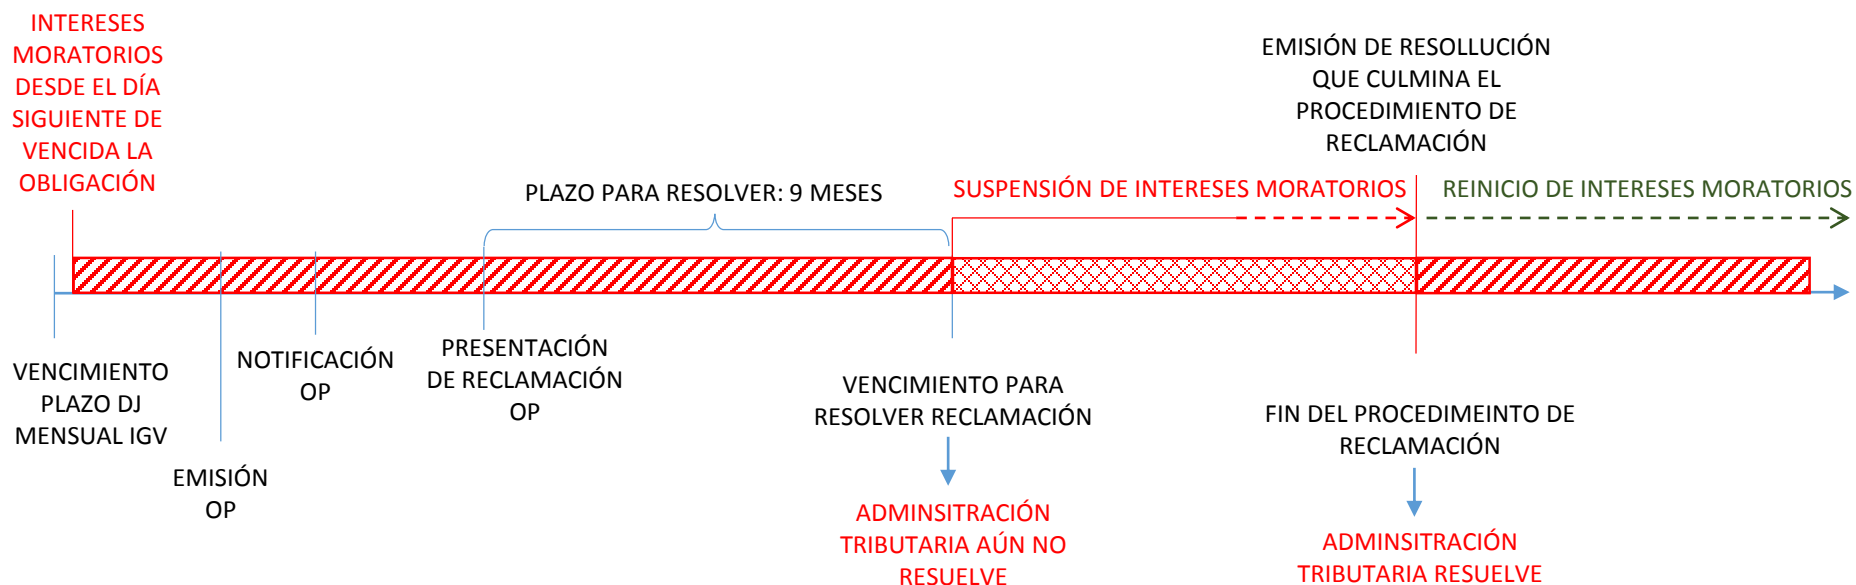 INTERESES
MORATORIOS
DESDE EL DÍA
SIGUIENTE DE
VENCIDA LA
OBLIGACIÓN
EMISIÓN DE RESOLLUCIÓN
QUE CULMINA EL
PROCEDIMIENTO DE
RECLAMACIÓN
PLAZO PARA RESOLVER: 9 MESES
SUSPENSIÓN DE INTERESES MORATORIOS
REINICIO DE INTERESES MORATORIOS
VENCIMIENTO
PLAZO DJ
MENSUAL IGV
EMISIÓN
OP
NOTIFICACIÓN
OP
PRESENTACIÓN
DE RECLAMACIÓN
OP
VENCIMIENTO PARA
RESOLVER RECLAMACIÓN
ADMINSITRACIÓN
TRIBUTARIA AÚN NO
RESUELVE
FIN DEL PROCEDIMEINTO DE
RECLAMACIÓN
ADMINSITRACIÓN
TRIBUTARIA RESUELVE